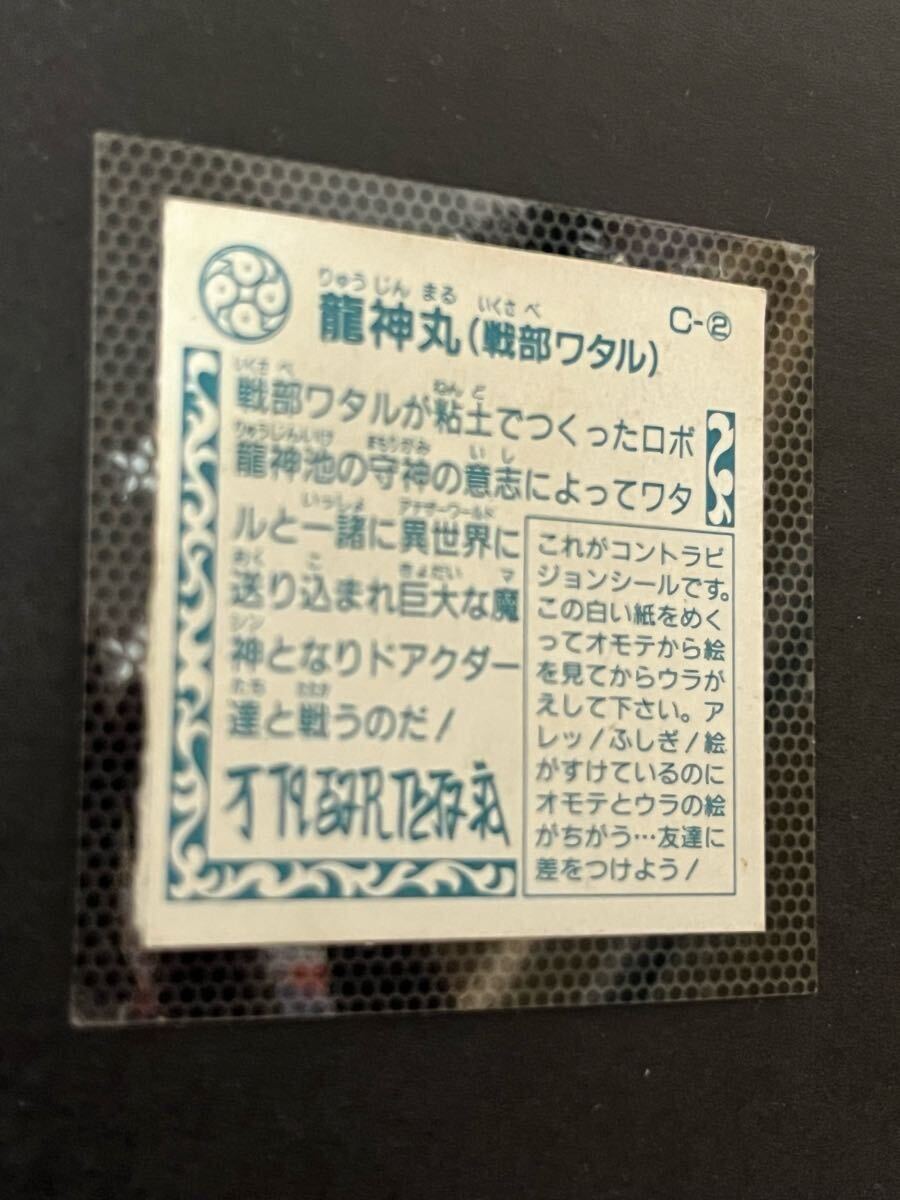 りゅうじんまる いくさべ
龍神丸(戦部ワタル)
C-②
いくさべ ねんど
戦部ワタルが粘土でつくったロボ
りゅうじんいけ まもりがみ いし
龍神池の守神の意志によってワタ
いっしょ アナザーワールド
ルと一諸に異世界に
おく こ きょだい マ
送り込まれ巨大な魔
シン
神となりドアクダー
たち たたか
達と戦うのだ!
これがコントラビ
ジョンシールです。
この白い紙をめく
ってオモテから絵
を見てからウラが
えして下さい。ア
レッ!ふしぎ!絵
がすけているのに
オモテとウラの絵
がちがう…友達に
差をつけよう!